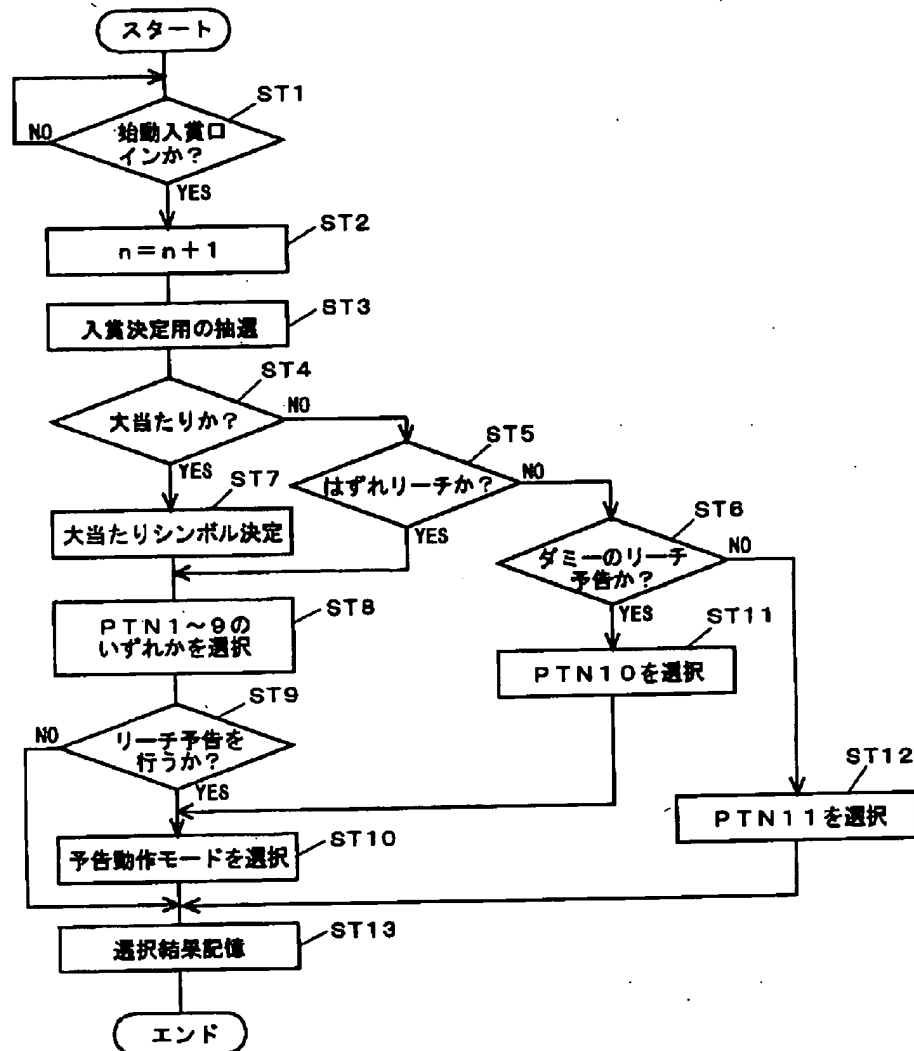 スタート
ST1
始動入賞口
インか？
NO
YES
ST2
n＝n＋1
ST3
入賞決定用の抽選
ST4
大当たりか？
NO
YES
ST5
はずれリーチか？
NO
YES
ST7
大当たりシンボル決定
ST6
ダミーのリーチ
予告か？
NO
YES
ST8
PTN1～9の
いずれかを選択
ST11
PTN10を選択
ST9
リーチ予告を
行うか？
NO
YES
ST12
PTN11を選択
ST10
予告動作モードを選択
ST13
選択結果記憶
エンド